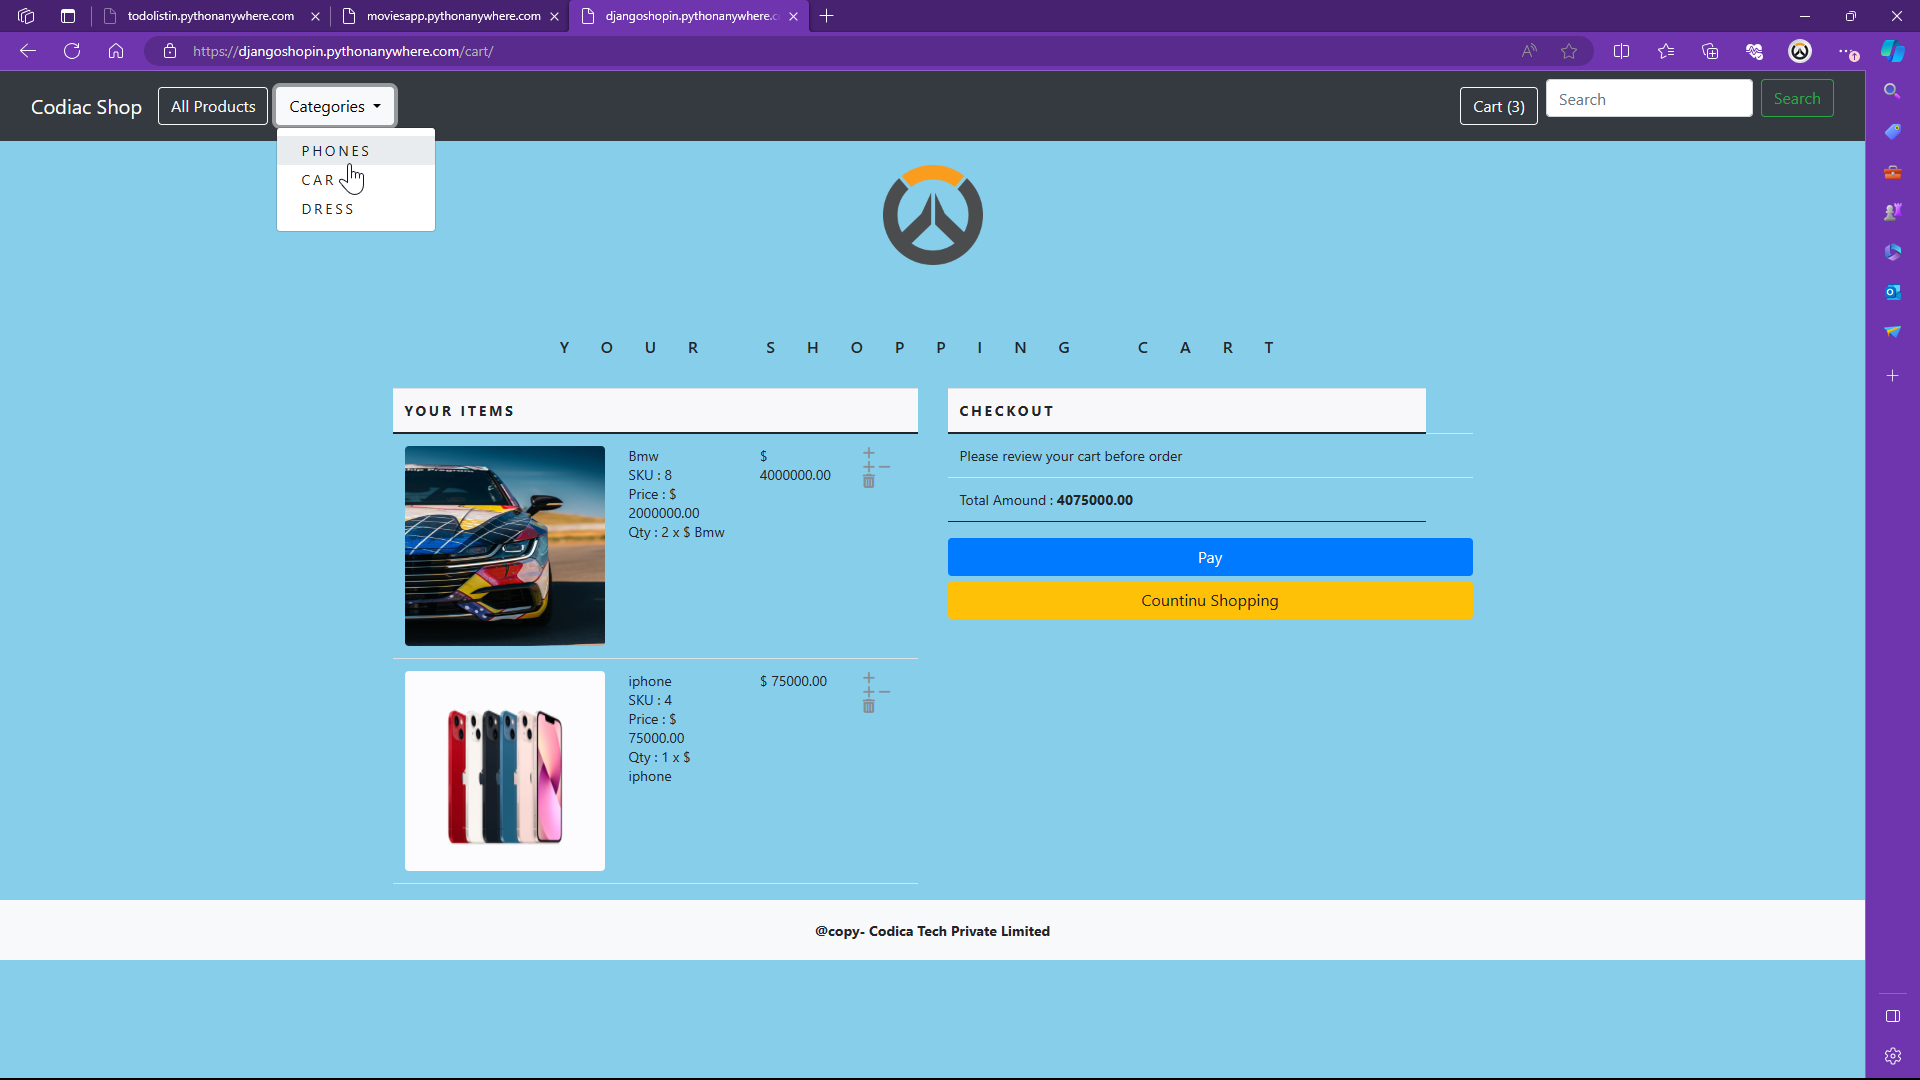 todolistin.pythonanywhere.com
moviesapp.pythonanywhere.com
djangoshopin.pythonanywhere.c
https://djangoshopin.pythonanywhere.com/cart/
Codiac Shop
All Products
Categories
Cart (3)
Search
Search
PHONES
CAR
DRESS
YOUR SHOPPING CART
YOUR ITEMS
Bmw
SKU : 8
Price : $
2000000.00
Qty : 2 x $ Bmw
$
4000000.00
iphone
SKU : 4
Price : $
75000.00
Qty : 1 x $
iphone
$ 75000.00
CHECKOUT
Please review your cart before order
Total Amound : 4075000.00
Pay
Countinu Shopping
@copy- Codica Tech Private Limited